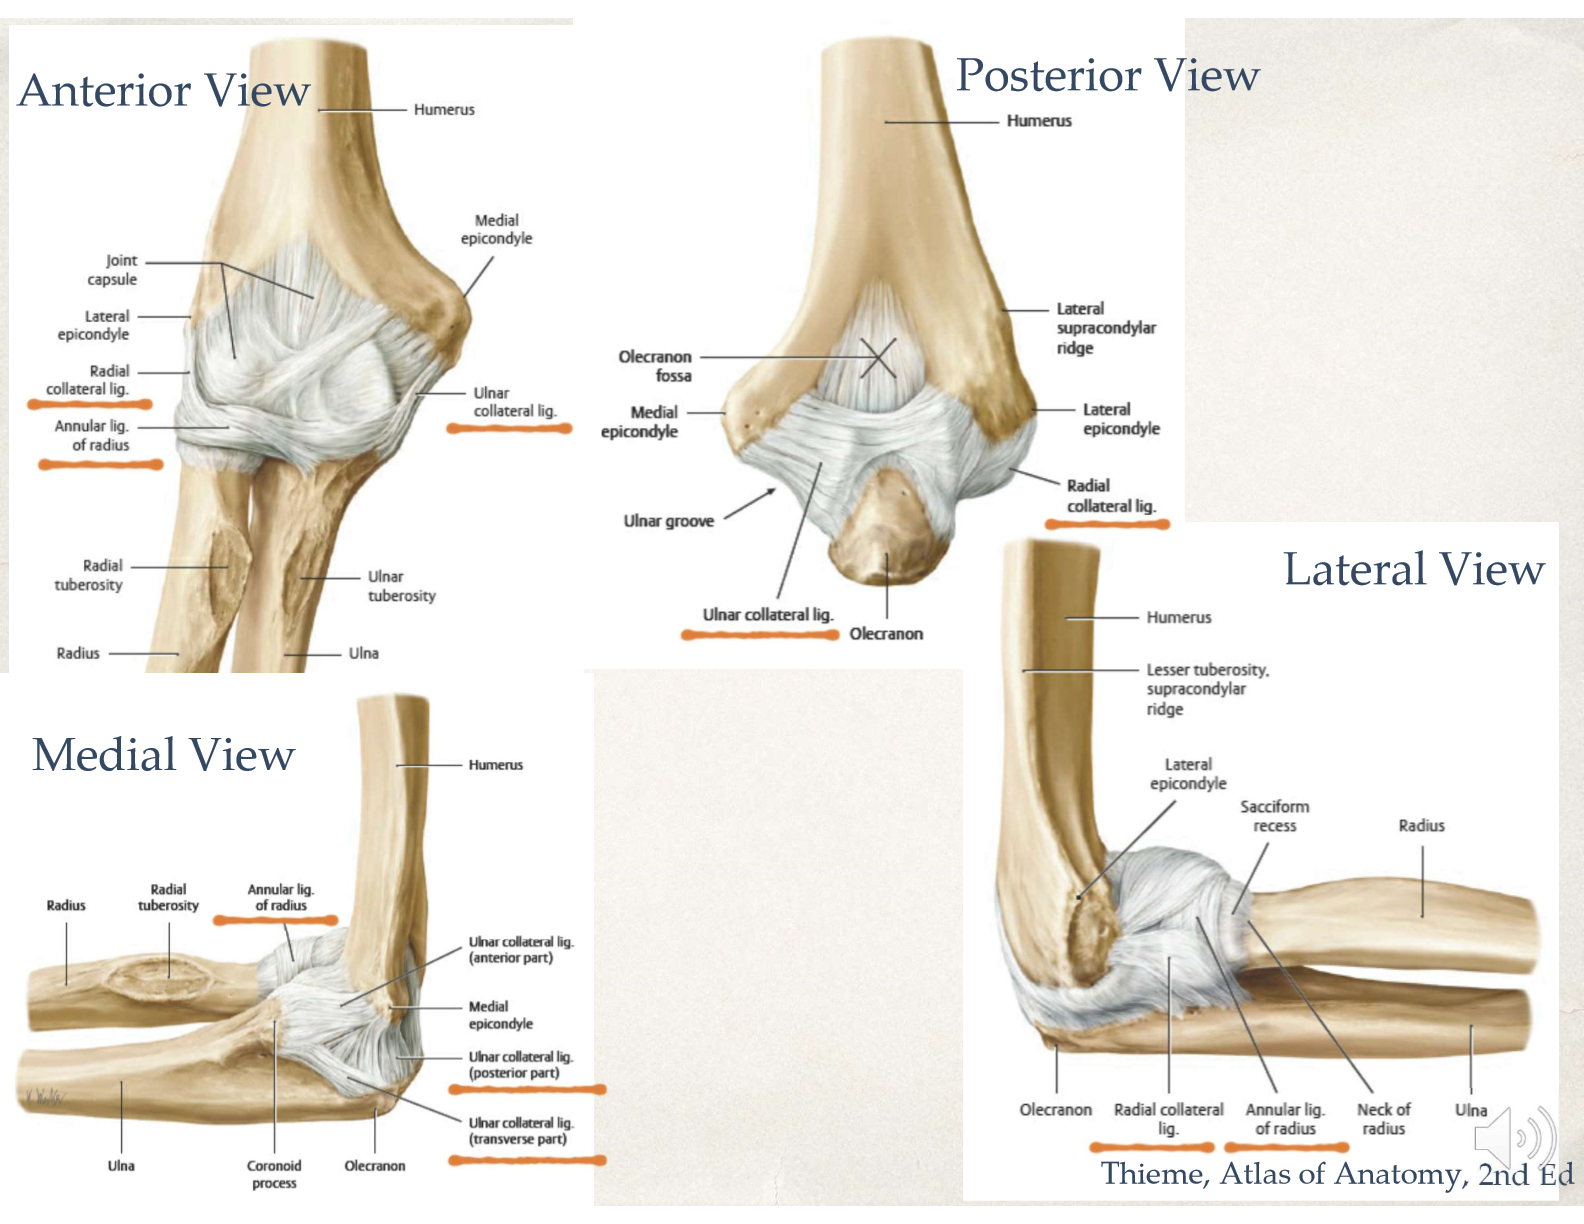 Anterior View
Humerus
Medial
epicondyle
Joint
capsule
Lateral
epicondyle
Radial
collateral lig.
Annular lig.
of radius
Ulnar
collateral lig.
Radial
tuberosity
Ulnar
tuberosity
Radius
Ulna
Posterior View
Humerus
Lateral
supracondylar
ridge
Olecranon
fossa
Medial
epicondyle
Lateral
epicondyle
Radial
collateral lig.
Ulnar groove
Ulnar collateral lig.
Olecranon
Medial View
Humerus
Radius
Radial
tuberosity
Annular lig.
of radius
Ulnar collateral lig.
(anterior part)
Medial
epicondyle
Ulnar collateral lig.
(posterior part)
Ulnar collateral lig.
(transverse part)
Ulna
Coronoid
process
Olecranon
Lateral View
Humerus
Lesser tuberosity,
supracondylar
ridge
Lateral
epicondyle
Sacciform
recess
Radius
Olecranon
Radial collateral
lig.
Annular lig.
of radius
Neck of
radius
Ulna
Thieme, Atlas of Anatomy, 2nd Ed